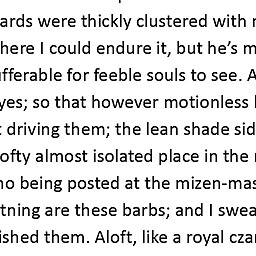 ards were thickly clustered with
here I could endure it, but he's m
fferable for feeble souls to see. A
yes; so that however motionless
driving them; the lean shade sid
ofty almost isolated place in the
no being posted at the mizen-mas
tning are these barbs; and I swea
ished them. Aloft, like a royal cza